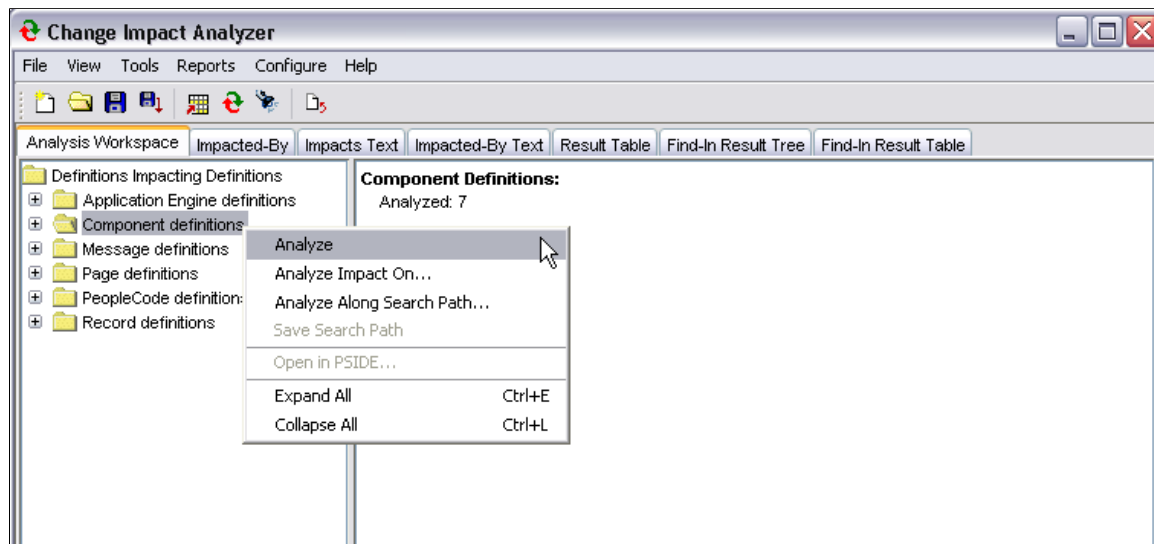 Change Impact Analyzer
File View Tools Reports Configure Help
Analysis Workspace Impacted-By Impacts Text Impacted-By Text Result Table Find-In Result Tree Find-In Result Table
Definitions Impacting Definitions
Application Engine definitions
Component definitions
Message definitions
Page definitions
PeopleCode definition
Record definitions
Component Definitions:
Analyzed: 7
Analyze
Analyze Impact On...
Analyze Along Search Path...
Save Search Path
Open in PSIDE...
Expand All Ctrl+E
Collapse All Ctrl+L